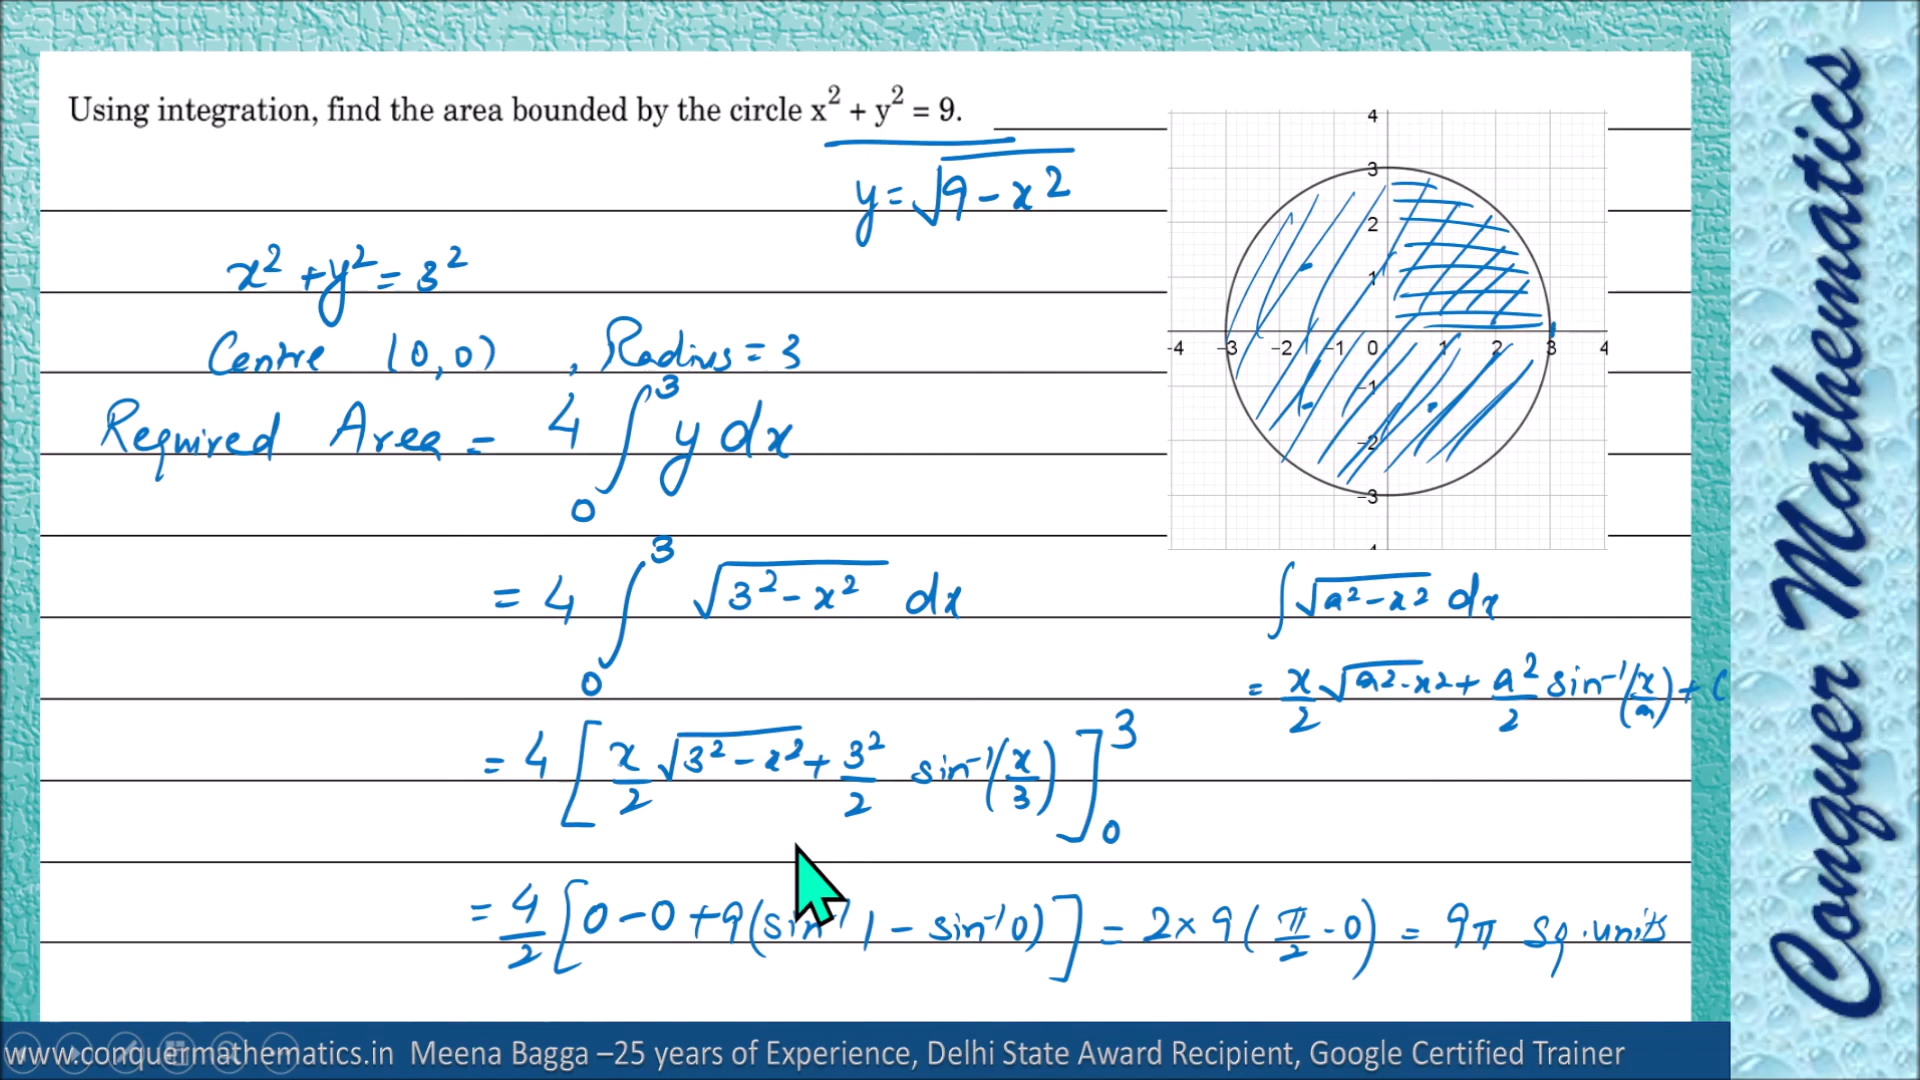 Using integration, find the area bounded by the circle x² + y² = 9.
y = √(9 − x²)
x² + y² = 3²
Centre (0,0) , Radius = 3
Required Area = 4 ∫₀³ y dx
= 4 ∫₀³ √(3² − x²) dx
= 4 [ x/2 √(3² − x²) + 3²/2 sin⁻¹(x/3) ]₀³
= 4/2 [0 − 0 + 9(sin⁻¹ 1 − sin⁻¹ 0)] = 2 × 9 (π/2 − 0) = 9π sq. units
4
3
2
1
-4 −3 −2 −1 0 1 2 3 4
−1
−2
−3
∫ √(a² − x²) dx
= x/2 √(a² − x²) + a²/2 sin⁻¹(x/a) + C
Conquer Mathematics
www.conquermathematics.in Meena Bagga –25 years of Experience, Delhi State Award Recipient, Google Certified Trainer